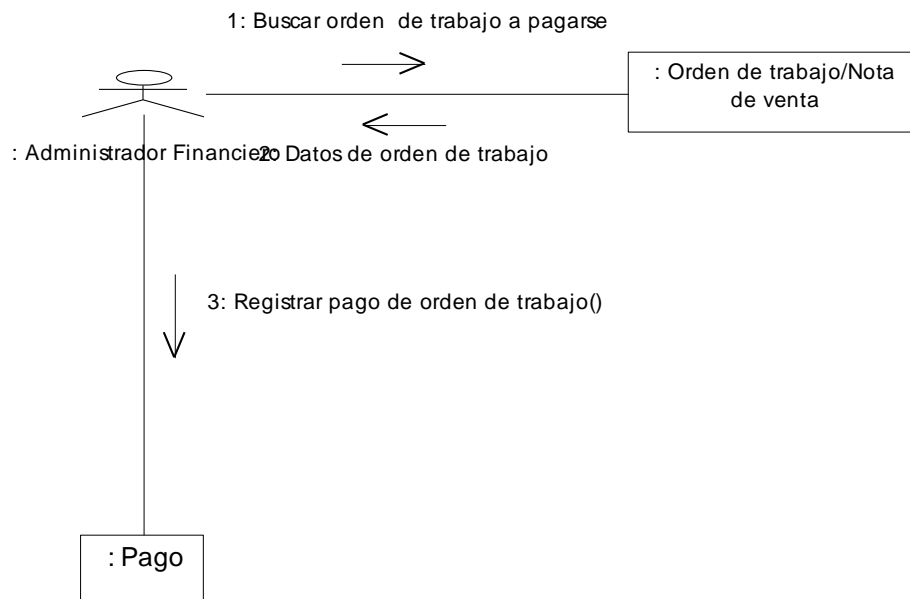 1: Buscar orden de trabajo a pagarse
: Orden de trabajo/Nota
de venta
: Administrador Financiero
2: Datos de orden de trabajo
3: Registrar pago de orden de trabajo()
: Pago